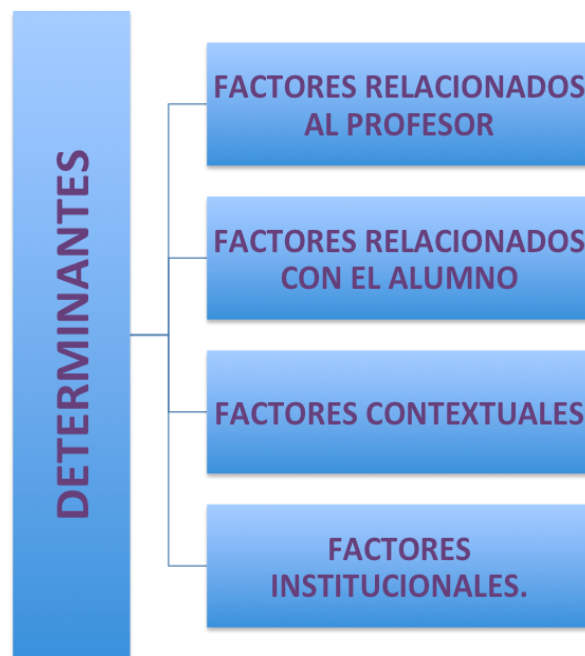 DETERMINANTES
FACTORES RELACIONADOS
AL PROFESOR
FACTORES RELACIONADOS
CON EL ALUMNO
FACTORES CONTEXTUALES
FACTORES
INSTITUCIONALES.